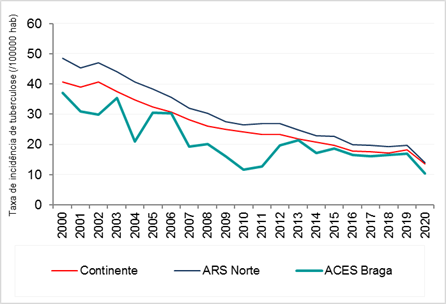 Taxa de incidência de tuberculose (/100000 hab)
60
50
40
30
20
10
0
2000 2001 2002 2003 2004 2005 2006 2007 2008 2009 2010 2011 2012 2013 2014 2015 2016 2017 2018 2019 2020
Continente ARS Norte ACES Braga